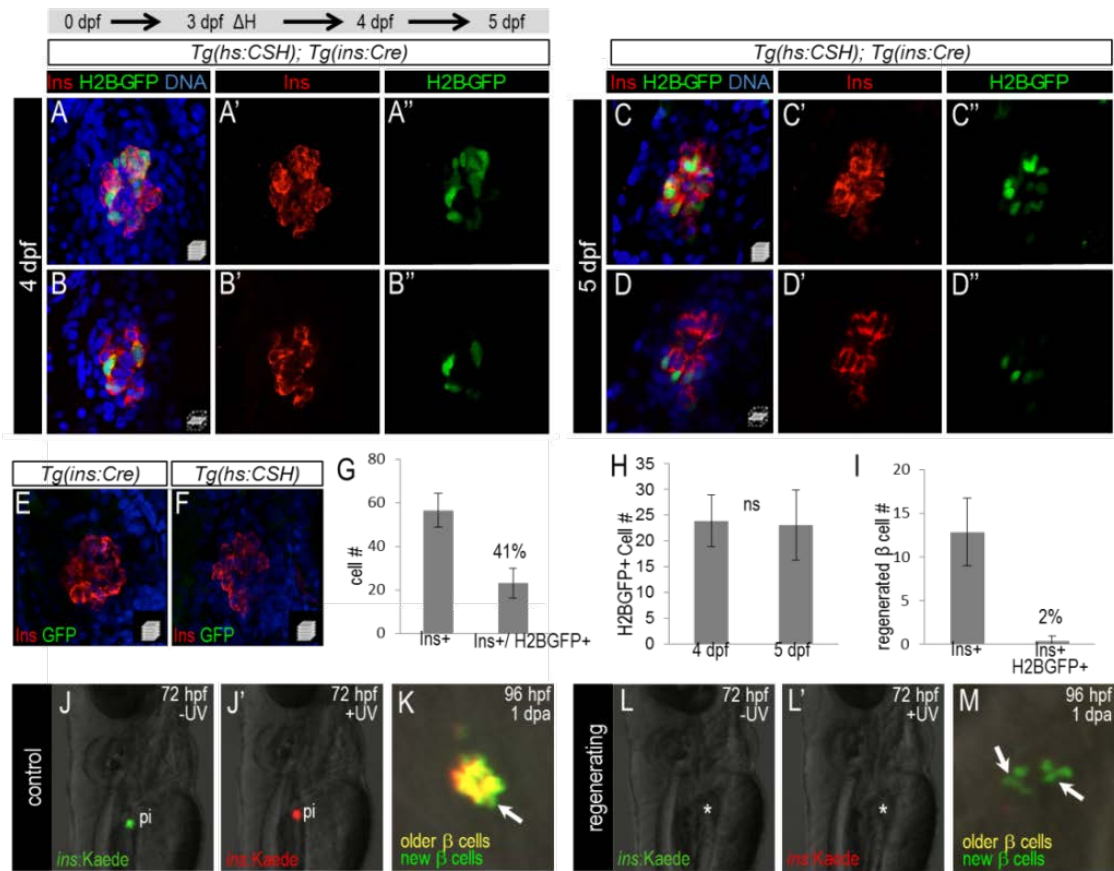 0 dpf 3 dpf ΔH 4 dpf 5 dpf
Tg(hs:CSH); Tg(ins:Cre)
Ins H2B-GFP DNA
Ins
H2B-GFP
4 dpf
A
A'
A"
B
B'
B"
Tg(hs:CSH); Tg(ins:Cre)
Ins H2B-GFP DNA
Ins
H2B-GFP
5 dpf
C
C'
C"
D
D'
D"
Tg(ins:Cre)
Tg(hs:CSH)
E
Ins GFP
F
Ins GFP
G
cell #
80
60
40
20
0
41%
Ins+
Ins+/ H2BGFP+
H
H2BGFP+ Cell #
35
30
25
20
15
10
5
0
ns
4 dpf
5 dpf
I
regenerated β cell #
20
15
10
5
0
2%
Ins+
Ins+
H2BGFP+
control
J
72 hpf
-UV
pi
ins:Kaede
J'
72 hpf
+UV
pi
ins:Kaede
K
96 hpf
1 dpa
older β cells
new β cells
regenerating
L
72 hpf
-UV
*
ins:Kaede
L'
72 hpf
+UV
*
ins:Kaede
M
96 hpf
1 dpa
older β cells
new β cells